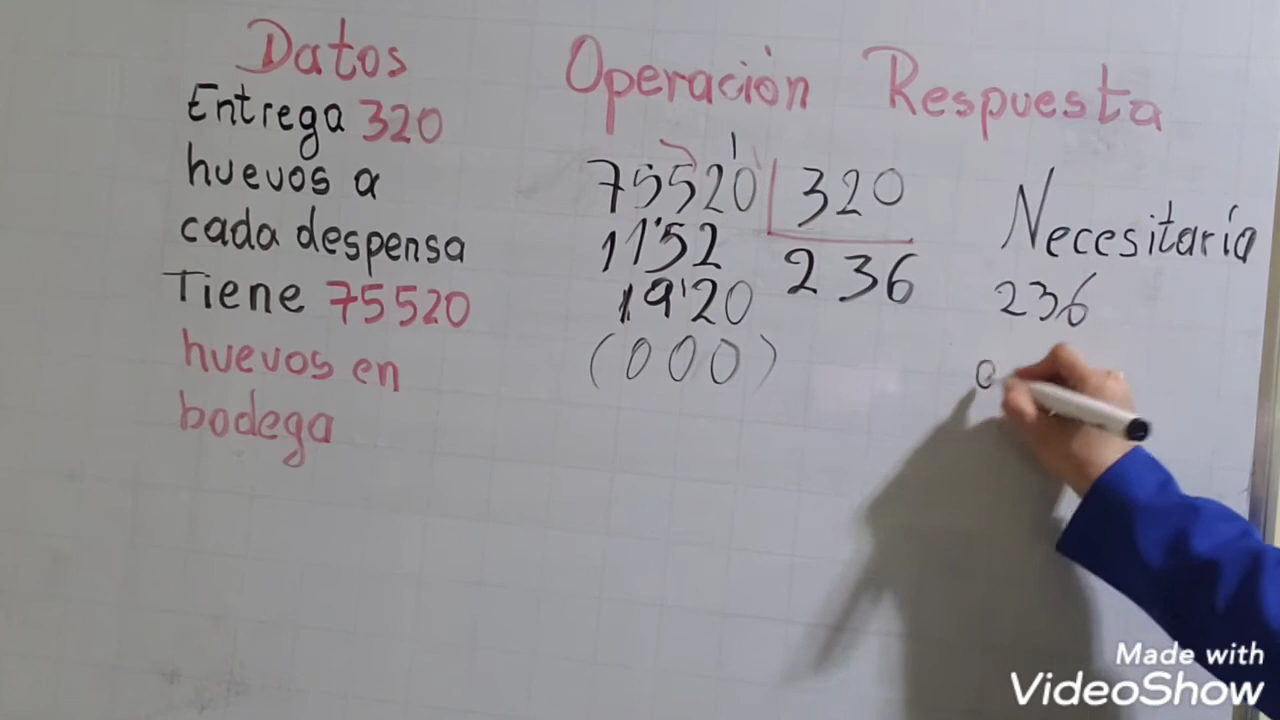 Datos
Entrega 320
huevos a
cada despensa
Tiene 75520
huevos en
bodega
Operación
75520 320
1152 236
1920
(000)
Respuesta
Necesitaría
236
Made with
VideoShow